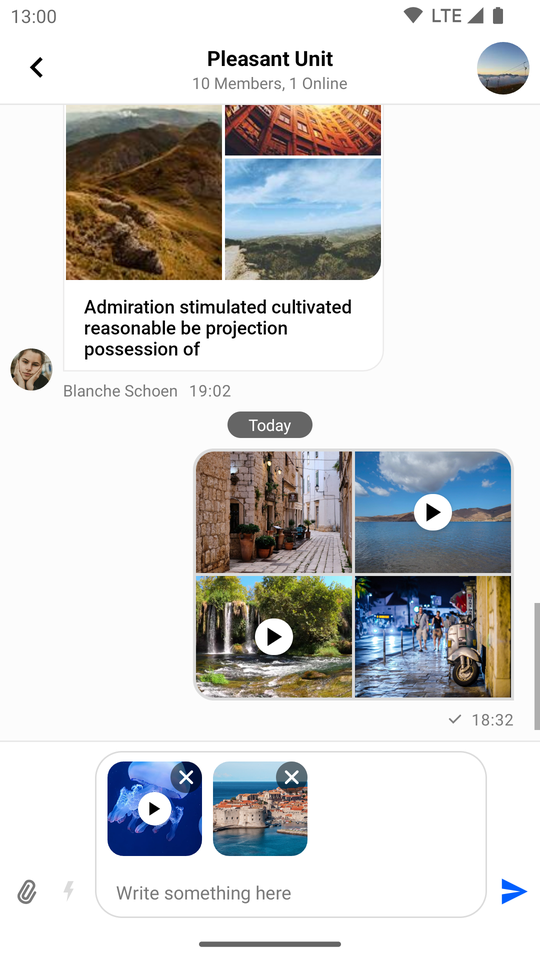 13:00
LTE
Pleasant Unit
10 Members, 1 Online
Admiration stimulated cultivated
reasonable be projection
possession of
Blanche Schoen 19:02
Today
18:32
Write something here